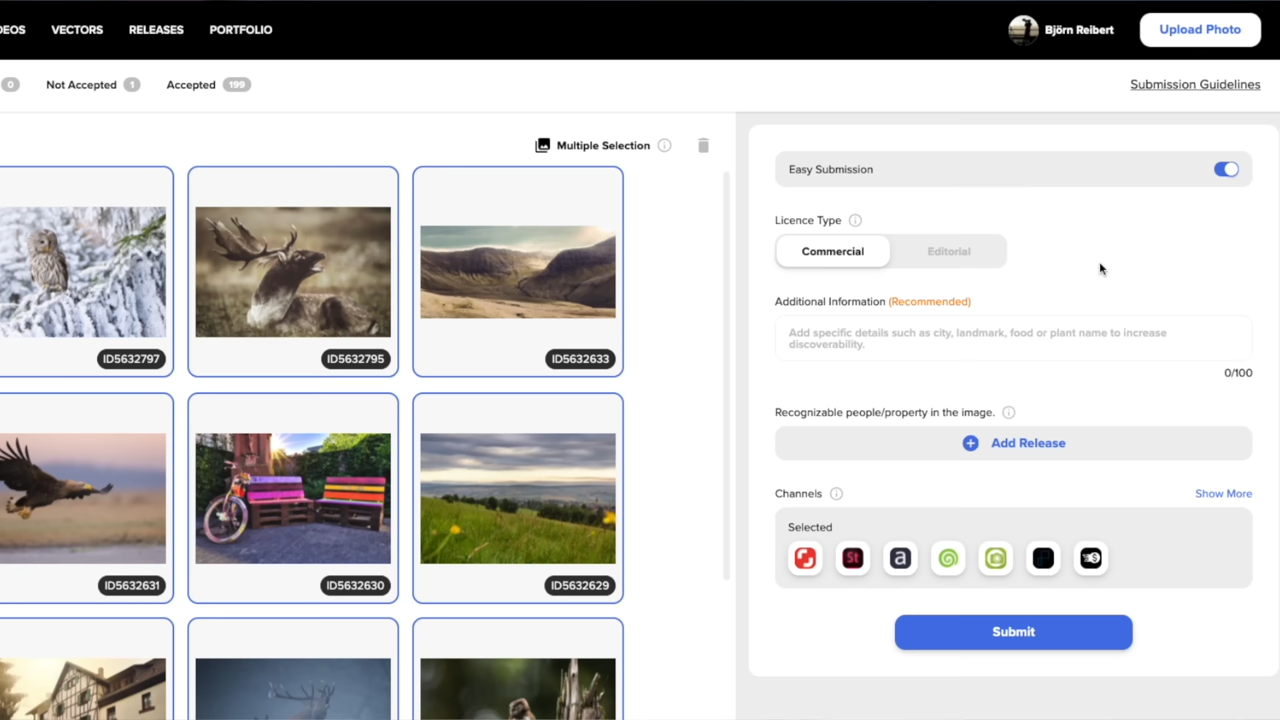 VECTORS RELEASES PORTFOLIO Björn Reibert Upload Photo
0 Not Accepted 1 Accepted 199 Submission Guidelines
Multiple Selection
Easy Submission
Licence Type
Commercial Editorial
Additional Information (Recommended)
Add specific details such as city, landmark, food or plant name to increase
discoverability.
0/100
ID5632797 ID5632795 ID5632633
Recognizable people/property in the image.
Add Release
Channels Show More
Selected
St a
ID5632631 ID5632630 ID5632629
Submit